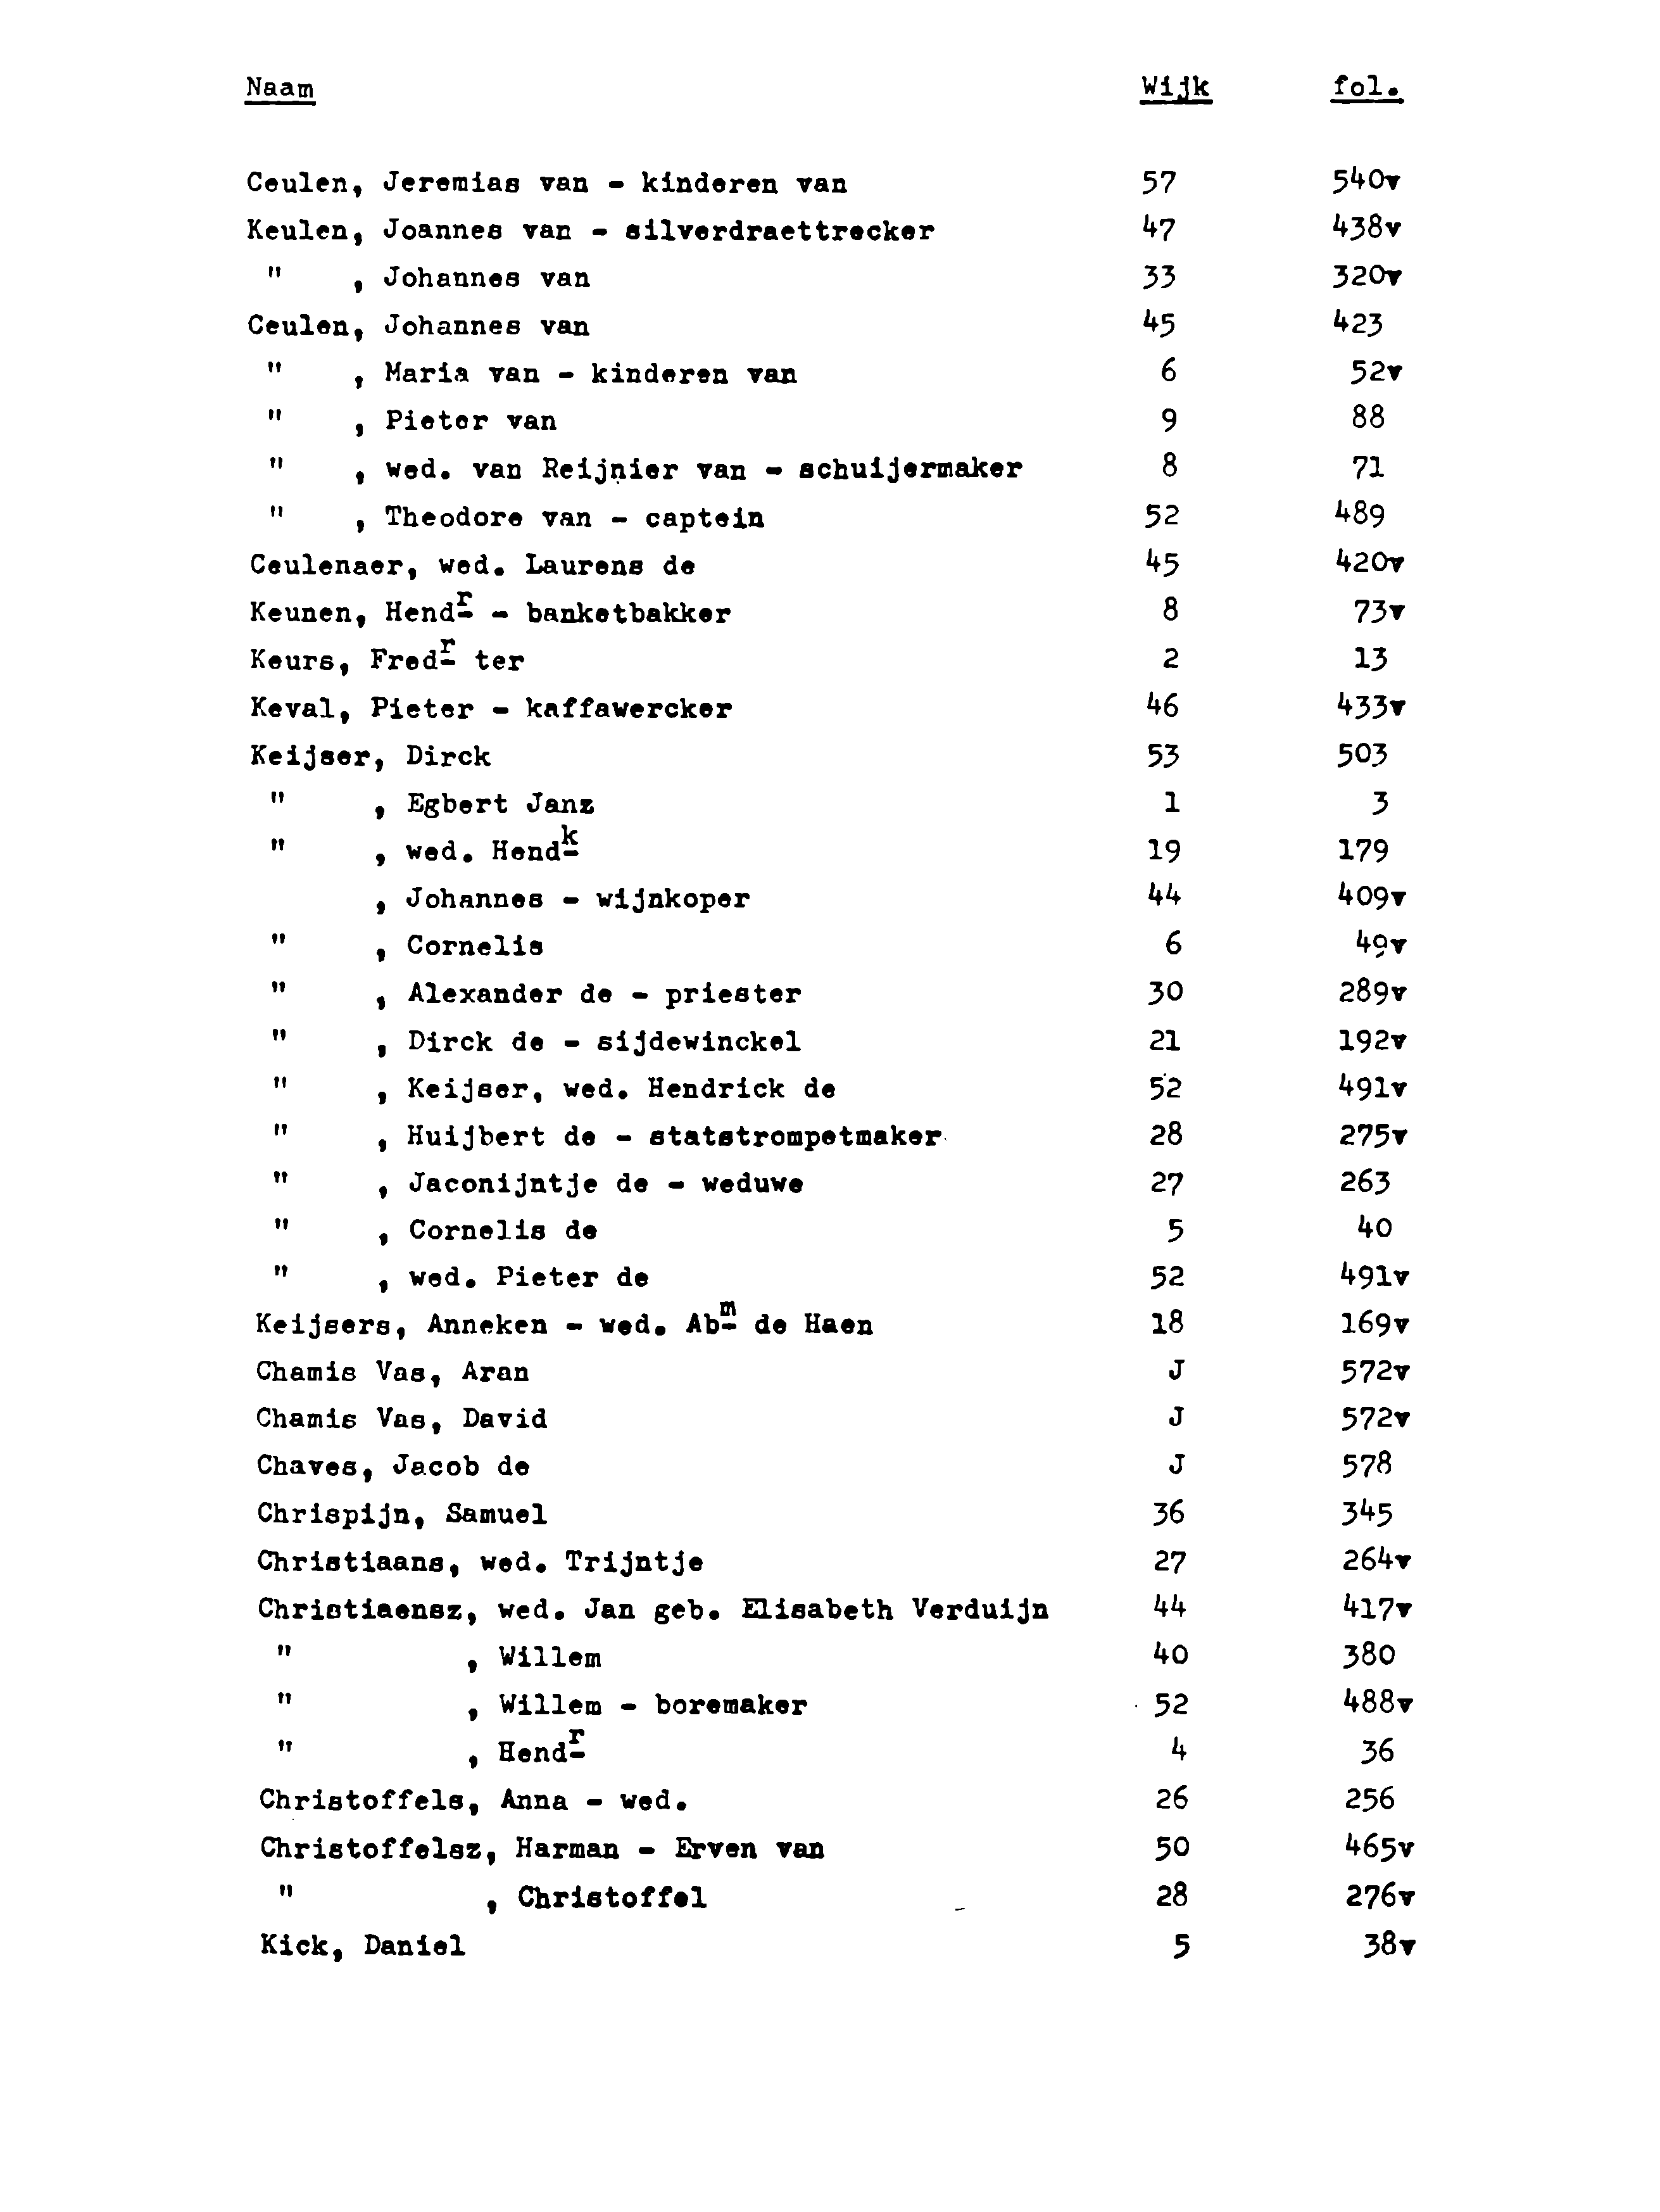 Naam Wijk fol.
Ceulen, Jeremias van - kinderen van 57 540v
Keulen, Joannes van - silverdraettrecker 47 438v
" , Johannes van 33 320v
Ceulen, Johannes van 45 423
" , Maria van - kinderen van 6 52v
" , Pieter van 9 88
" , wed. van Reijnier van - schuijermaker 8 71
" , Theodore van - captein 52 489
Ceulenaer, wed. Laurens de 45 420v
Keunen, Hendr - banketbakker 8 73v
Keurs, Fredr ter 2 13
Keval, Pieter - kaffawercker 46 433v
Keijser, Dirck 53 503
" , Egbert Janz 1 3
" , wed. Hendk 19 179
, Johannes - wijnkoper 44 409v
" , Cornelis 6 49v
" , Alexander de - priester 30 289v
" , Dirck de - sijdewinckel 21 192v
" , Keijser, wed. Hendrick de 52 491v
" , Huijbert de - statstrompetmaker 28 275v
" , Jaconijntje de - weduwe 27 263
" , Cornelis de 5 40
" , wed. Pieter de 52 491v
Keijsers, Anneken - wed. Abm de Haen 18 169v
Chamis Vas, Aran J 572v
Chamis Vas, David J 572v
Chaves, Jacob de J 578
Chrispijn, Samuel 36 345
Christiaans, wed. Trijntje 27 264v
Christiaensz, wed. Jan geb. Elisabeth Verduijn 44 417v
" , Willem 40 380
" , Willem - boremaker 52 488v
" , Hendr 4 36
Christoffels, Anna - wed. 26 256
Christoffelsz, Harman - Erven van 50 465v
" , Christoffel 28 276v
Kick, Daniel 5 38v